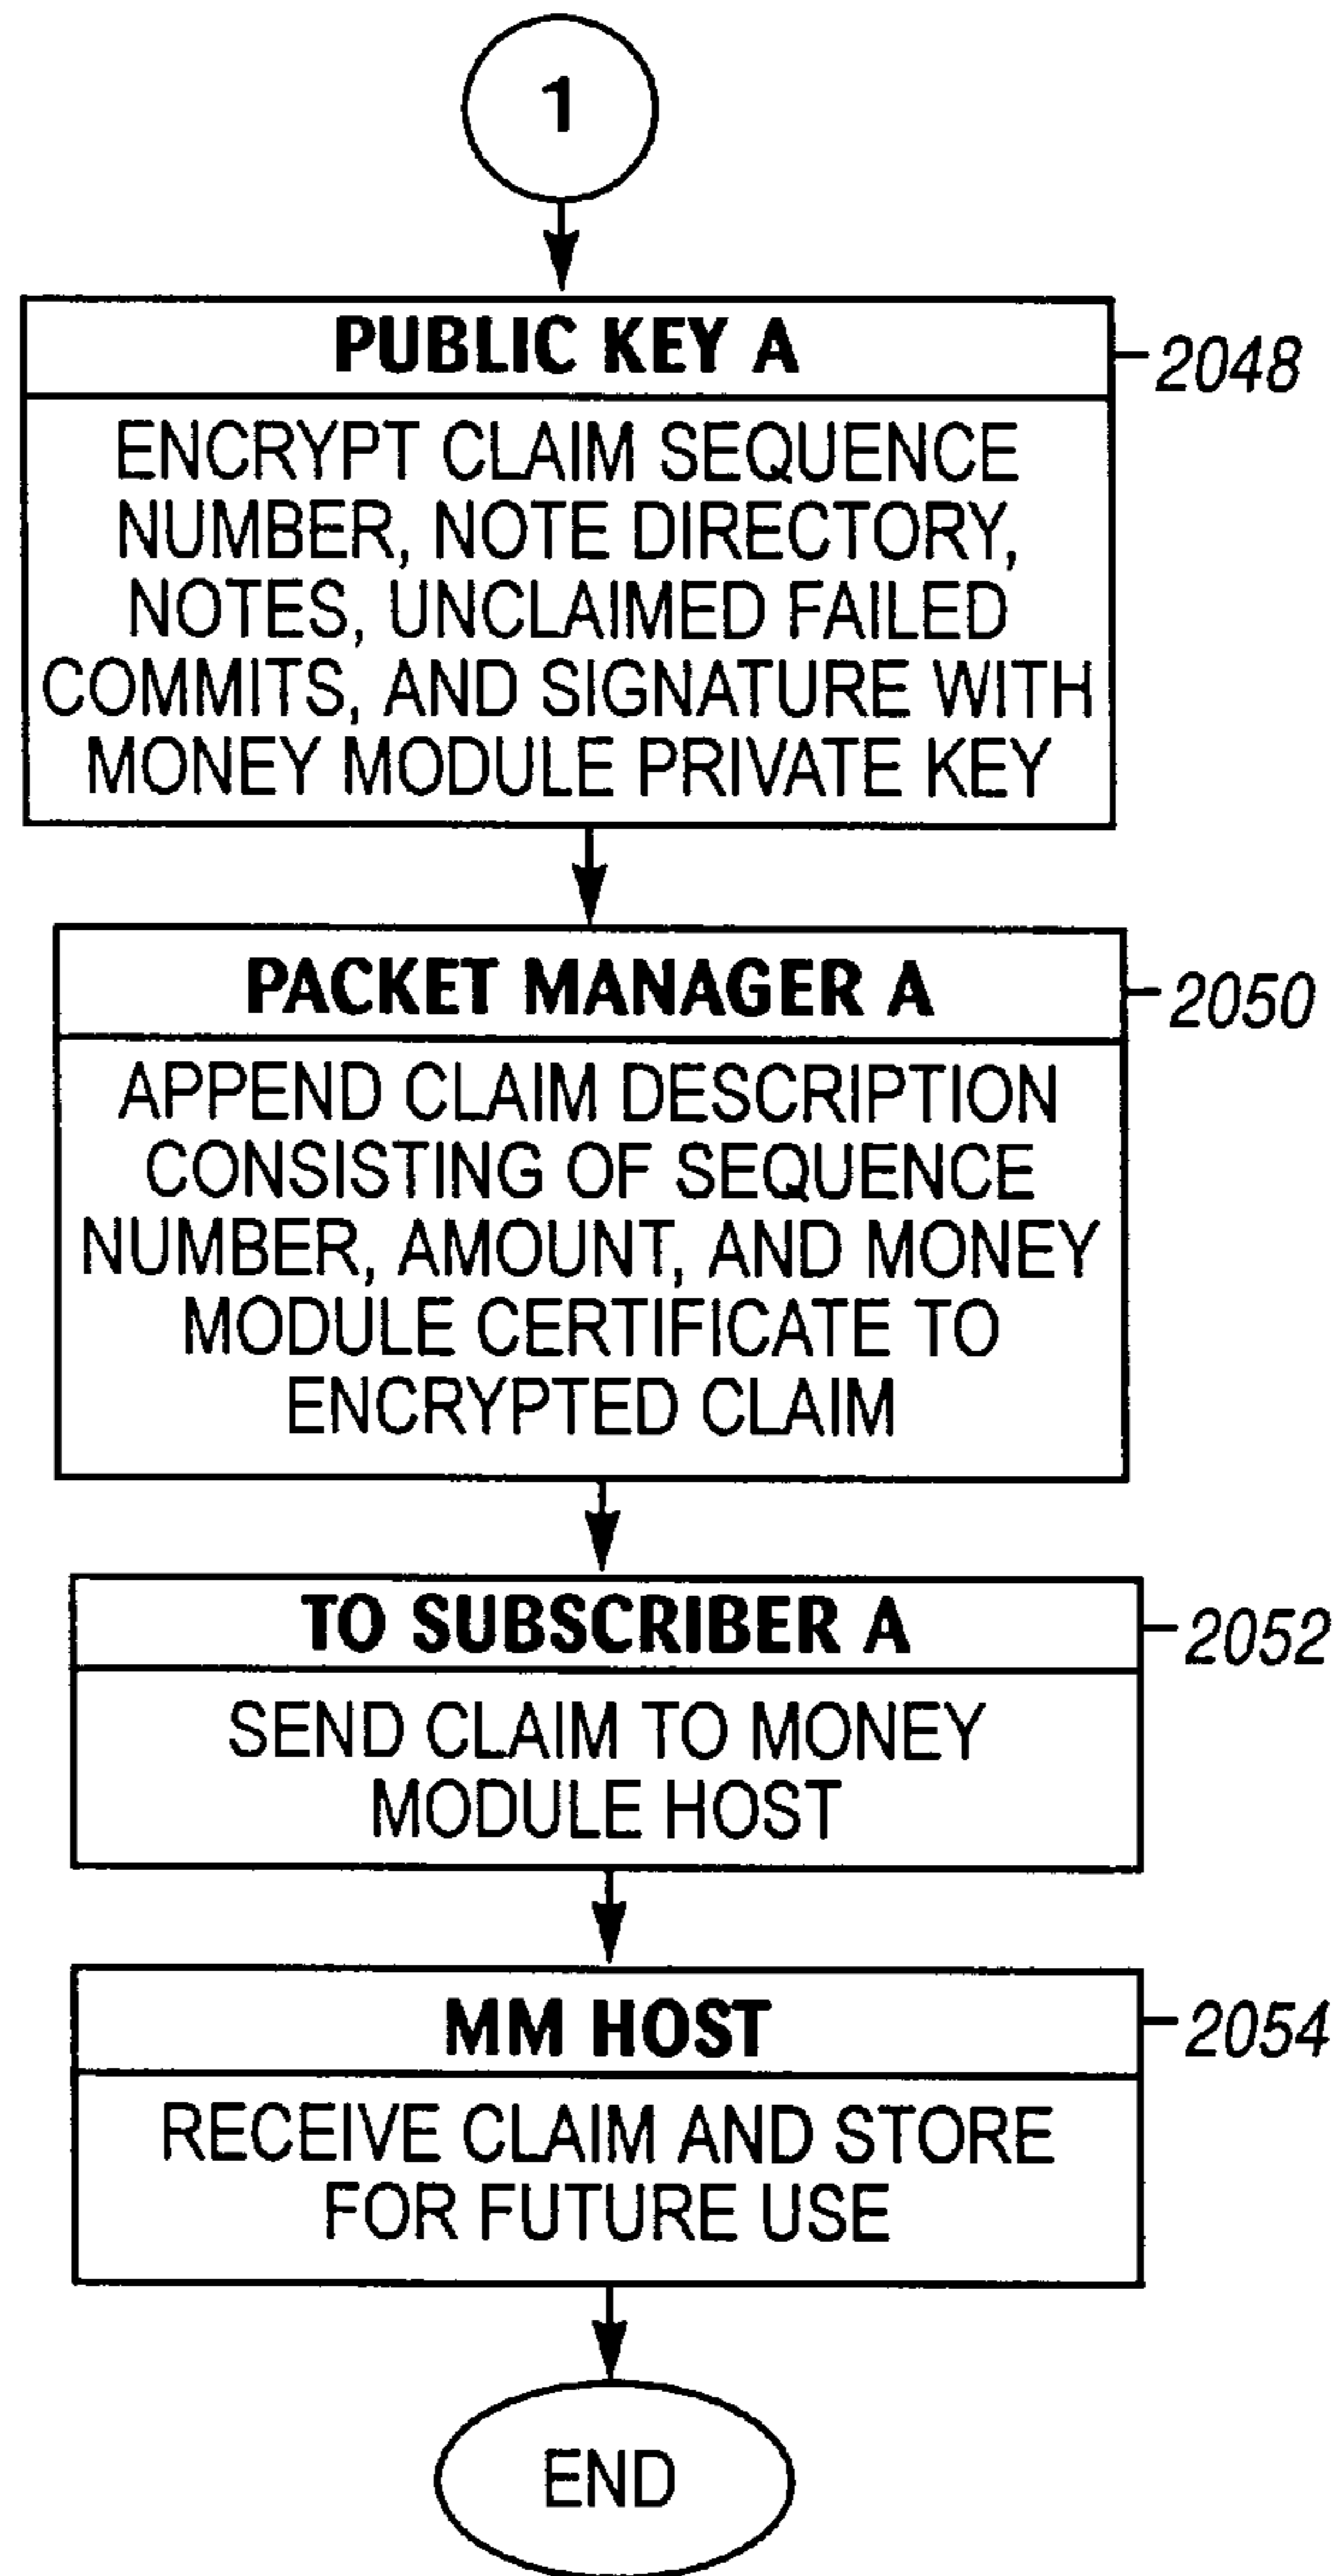 1
PUBLIC KEY A
2048
ENCRYPT CLAIM SEQUENCE
NUMBER, NOTE DIRECTORY,
NOTES, UNCLAIMED FAILED
COMMITS, AND SIGNATURE WITH
MONEY MODULE PRIVATE KEY
PACKET MANAGER A
2050
APPEND CLAIM DESCRIPTION
CONSISTING OF SEQUENCE
NUMBER, AMOUNT, AND MONEY
MODULE CERTIFICATE TO
ENCRYPTED CLAIM
TO SUBSCRIBER A
2052
SEND CLAIM TO MONEY
MODULE HOST
MM HOST
2054
RECEIVE CLAIM AND STORE
FOR FUTURE USE
END